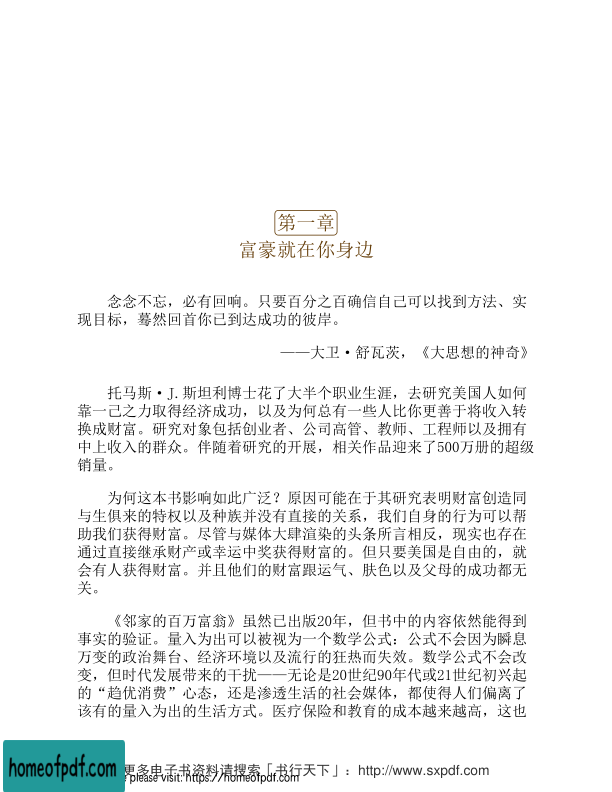 第一章
富豪就在你身边
念念不忘，必有回响。只要百分之百确信自己可以找到方法、实
现目标，蓦然回首你已到达成功的彼岸。
——大卫·舒瓦茨，《大思想的神奇》
托马斯·J.斯坦利博士花了大半个职业生涯，去研究美国人如何
靠一己之力取得经济成功，以及为何总有一些人比你更善于将收入转
换成财富。研究对象包括创业者、公司高管、教师、工程师以及拥有
中上收入的群众。伴随着研究的开展，相关作品迎来了500万册的超级
销量。
为何这本书影响如此广泛？原因可能在于其研究表明财富创造同
与生俱来的特权以及种族并没有直接的关系，我们自身的行为可以帮
助我们获得财富。尽管与媒体大肆渲染的头条所言相反，现实也存在
通过直接继承财产或幸运中奖获得财富的。但只要美国是自由的，就
会有人获得财富。并且他们的财富跟运气、肤色以及父母的成功都无
关。
《邻家的百万富翁》虽然已出版20年，但书中的内容依然能得到
事实的验证。量入为出可以被视为一个数学公式：公式不会因为瞬息
万变的政治舞台、经济环境以及流行的狂热而失效。数学公式不会改
变，但时代发展带来的干扰——无论是20世纪90年代或21世纪初兴起
的“趋优消费”心态，还是渗透生活的社会媒体，都使得人们偏离了
该有的量入为出的生活方式。医疗保险和教育的成本越来越高，这也
homeofpdf.com
更多电子书资料请搜索「书行天下」：http://www.sxpdf.com
please visit: https://homeofpdf.com